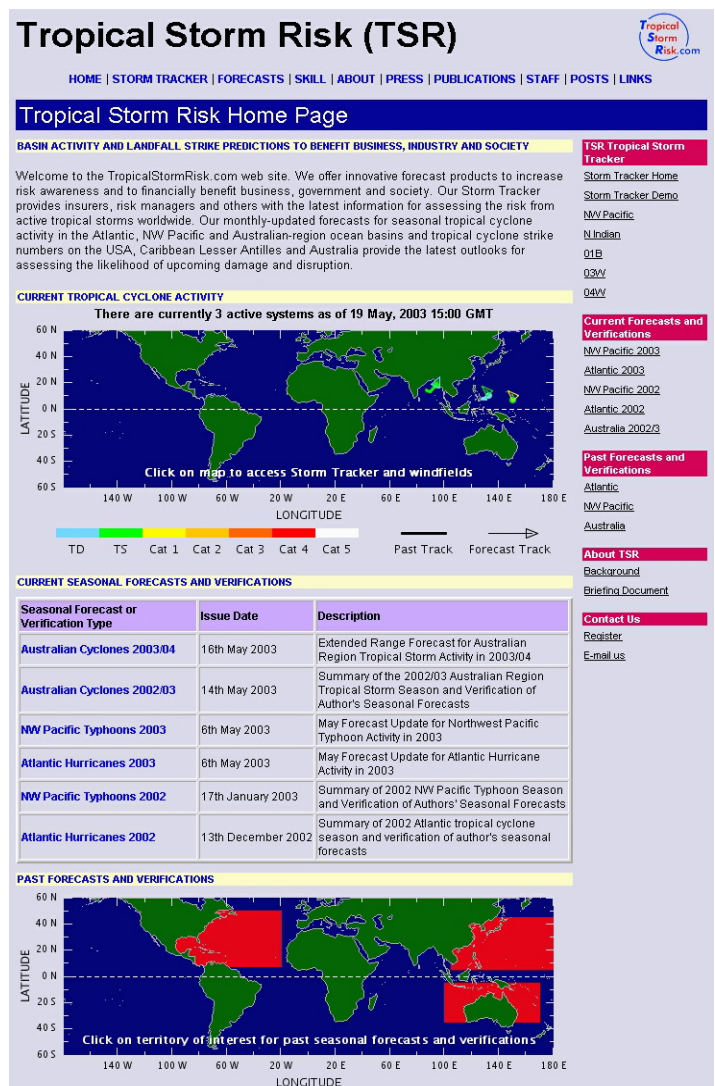 Tropical Storm Risk (TSR)
Tropical
Storm
Risk.com
HOME | STORM TRACKER | FORECASTS | SKILL | ABOUT | PRESS | PUBLICATIONS | STAFF | POSTS | LINKS
Tropical Storm Risk Home Page
BASIN ACTIVITY AND LANDFALL STRIKE PREDICTIONS TO BENEFIT BUSINESS, INDUSTRY AND SOCIETY
Welcome to the TropicalStormRisk.com web site. We offer innovative forecast products to increase
risk awareness and to financially benefit business, government and society. Our Storm Tracker
provides insurers, risk managers and others with the latest information for assessing the risk from
active tropical storms worldwide. Our monthly-updated forecasts for seasonal tropical cyclone
activity in the Atlantic, NW Pacific and Australian-region ocean basins and tropical cyclone strike
numbers on the USA, Caribbean Lesser Antilles and Australia provide the latest outlooks for
assessing the likelihood of upcoming damage and disruption.
CURRENT TROPICAL CYCLONE ACTIVITY
There are currently 3 active systems as of 19 May, 2003 15:00 GMT
60 N
40 N
20 N
0 N
20 S
40 S
60 S
LATITUDE
Click on map to access Storm Tracker and windfields
140 W 100 W 60 W 20 W 20 E 60 E 100 E 140 E 180 E
LONGITUDE
TD TS Cat 1 Cat 2 Cat 3 Cat 4 Cat 5 Past Track Forecast Track
CURRENT SEASONAL FORECASTS AND VERIFICATIONS
Seasonal Forecast or
Verification Type
Issue Date
Description
Australian Cyclones 2003/04
16th May 2003
Extended Range Forecast for Australian
Region Tropical Storm Activity in 2003/04
Australian Cyclones 2002/03
14th May 2003
Summary of the 2002/03 Australian Region
Tropical Storm Season and Verification of
Author's Seasonal Forecasts
NW Pacific Typhoons 2003
6th May 2003
May Forecast Update for Northwest Pacific
Typhoon Activity in 2003
Atlantic Hurricanes 2003
6th May 2003
May Forecast Update for Atlantic Hurricane
Activity in 2003
NW Pacific Typhoons 2002
17th January 2003
Summary of 2002 NW Pacific Typhoon Season
and Verification of Authors' Seasonal Forecasts
Atlantic Hurricanes 2002
13th December 2002
Summary of 2002 Atlantic tropical cyclone
season and verification of author's seasonal
forecasts
PAST FORECASTS AND VERIFICATIONS
60 N
40 N
20 N
0 N
20 S
40 S
60 S
LATITUDE
Click on territory of interest for past seasonal forecasts and verifications
140 W 100 W 60 W 20 W 20 E 60 E 100 E 140 E 180 E
LONGITUDE
TSR Tropical Storm
Tracker
Storm Tracker Home
Storm Tracker Demo
NW Pacific
N Indian
01B
03W
04W
Current Forecasts and
Verifications
NW Pacific 2003
Atlantic 2003
NW Pacific 2002
Atlantic 2002
Australia 2002/3
Past Forecasts and
Verifications
Atlantic
NW Pacific
Australia
About TSR
Background
Briefing Document
Contact Us
Register
E-mail us